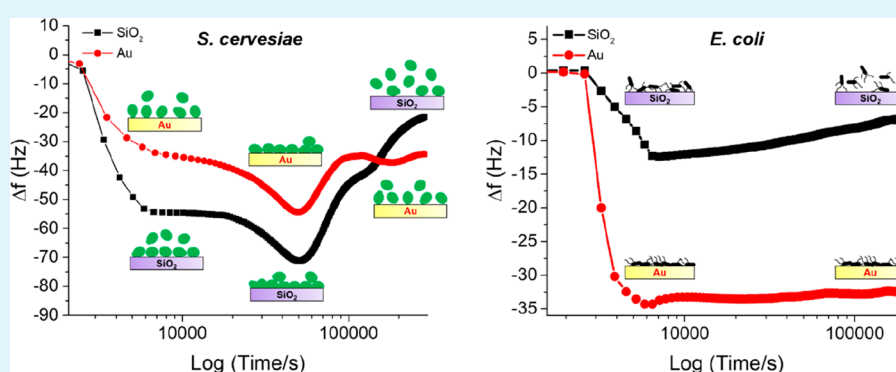 S. cervesiae
SiO₂
Au
10
0
-10
-20
-30
-40
-50
-60
-70
-80
-90
Δf (Hz)
Au
Au
SiO₂
Au
SiO₂
SiO₂
10000
100000
Log (Time/s)
E. coli
SiO₂
Au
5
0
-5
-10
-15
-20
-25
-30
-35
Δf (Hz)
SiO₂
SiO₂
Au
Au
10000
100000
Log (Time/s)